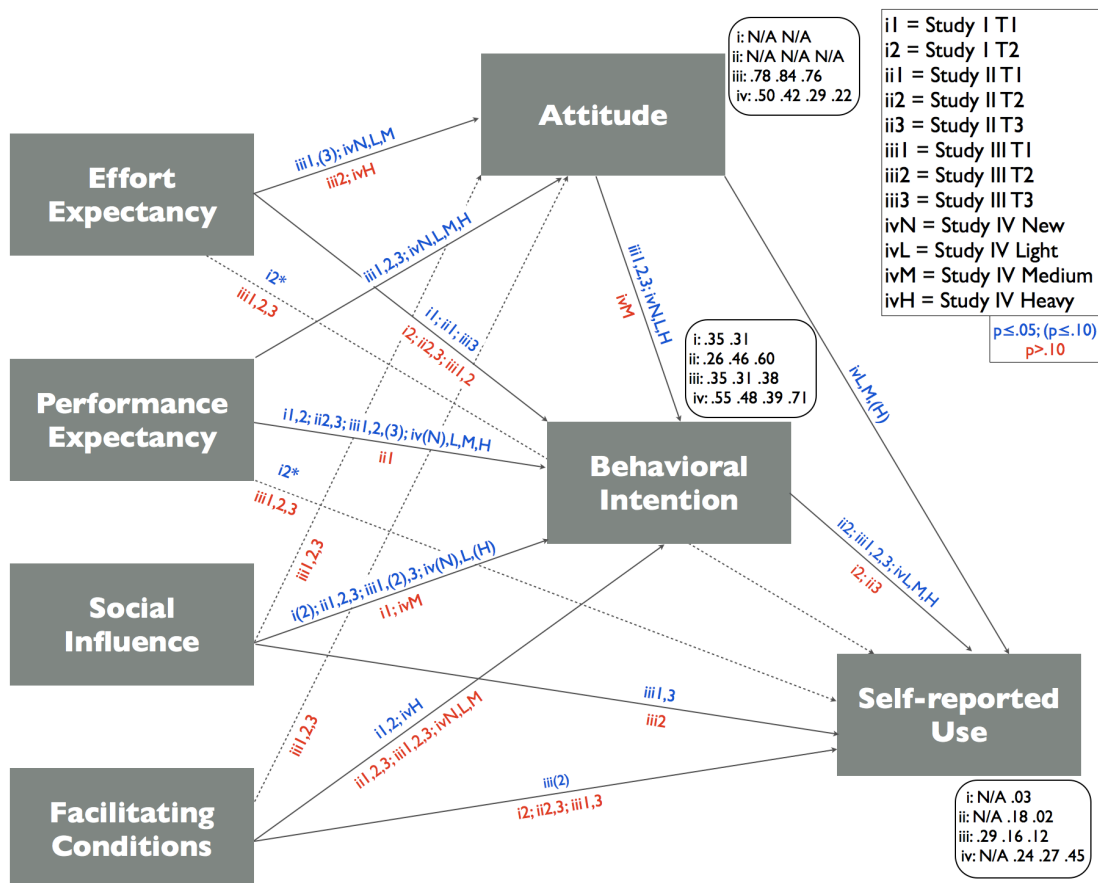 i: N/A N/A
ii: N/A N/A N/A
iii: .78 .84 .76
iv: .50 .42 .29 .22
i1 = Study I T1
i2 = Study I T2
ii1 = Study II T1
ii2 = Study II T2
ii3 = Study II T3
iii1 = Study III T1
iii2 = Study III T2
iii3 = Study III T3
ivN = Study IV New
ivL = Study IV Light
ivM = Study IV Medium
ivH = Study IV Heavy
p≤.05; (p≤.10)
p>.10
Attitude
Effort
Expectancy
iii1,(3); ivN,L,M
iii2; ivH
iii1,2,3; ivN,L,M,H
i2*
iii1,2,3
i1; ii1; iii3
i2; ii2,3; iii1,2
iii1,2,3; ivN,L,H
ivM
ivL,M,(H)
i: .35 .31
ii: .26 .46 .60
iii: .35 .31 .38
iv: .55 .48 .39 .71
Performance
Expectancy
i1,2; ii2,3; iii1,2,(3); iv(N),L,M,H
ii1
i2*
iii1,2,3
Behavioral
Intention
iii1,2,3
i(2); ii1,2,3; iii1,(2),3; iv(N),L,(H)
i1; ivM
ii2; iii1,2,3; ivL,M,H
i2; ii3
Social
Influence
iii1,3
iii2
Self-reported
Use
iii1,2,3
i1,2; ivH
ii1,2,3; iii1,2,3; ivN,L,M
Facilitating
Conditions
iii(2)
i2; ii2,3; iii1,3
i: N/A .03
ii: N/A .18 .02
iii: .29 .16 .12
iv: N/A .24 .27 .45